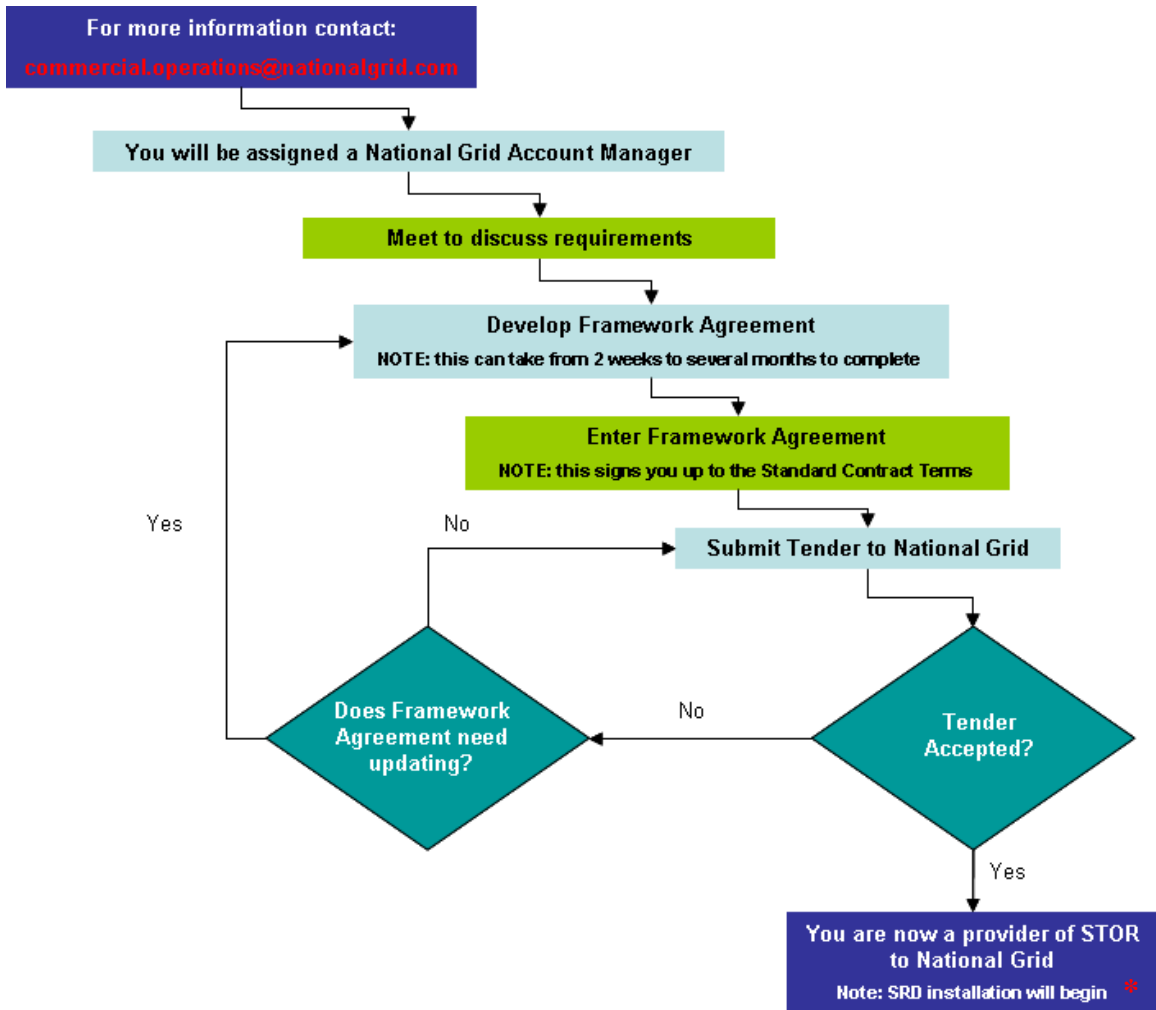 For more information contact:
commercial.operations@nationalgrid.com
You will be assigned a National Grid Account Manager
Meet to discuss requirements
Develop Framework Agreement
NOTE: this can take from 2 weeks to several months to complete
Enter Framework Agreement
NOTE: this signs you up to the Standard Contract Terms
Yes
No
Submit Tender to National Grid
Does Framework
Agreement need
updating?
No
Tender
Accepted?
Yes
You are now a provider of STOR
to National Grid
Note: SRD installation will begin *